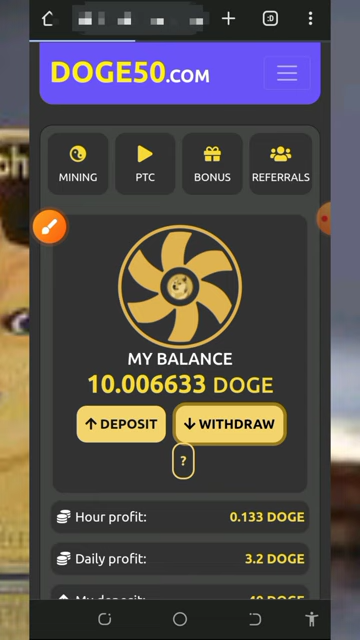 :D
DOGE50.COM
MINING PTC BONUS REFERRALS
MY BALANCE
10.006633 DOGE
↑ DEPOSIT ↓ WITHDRAW
?
Hour profit: 0.133 DOGE
Daily profit: 3.2 DOGE